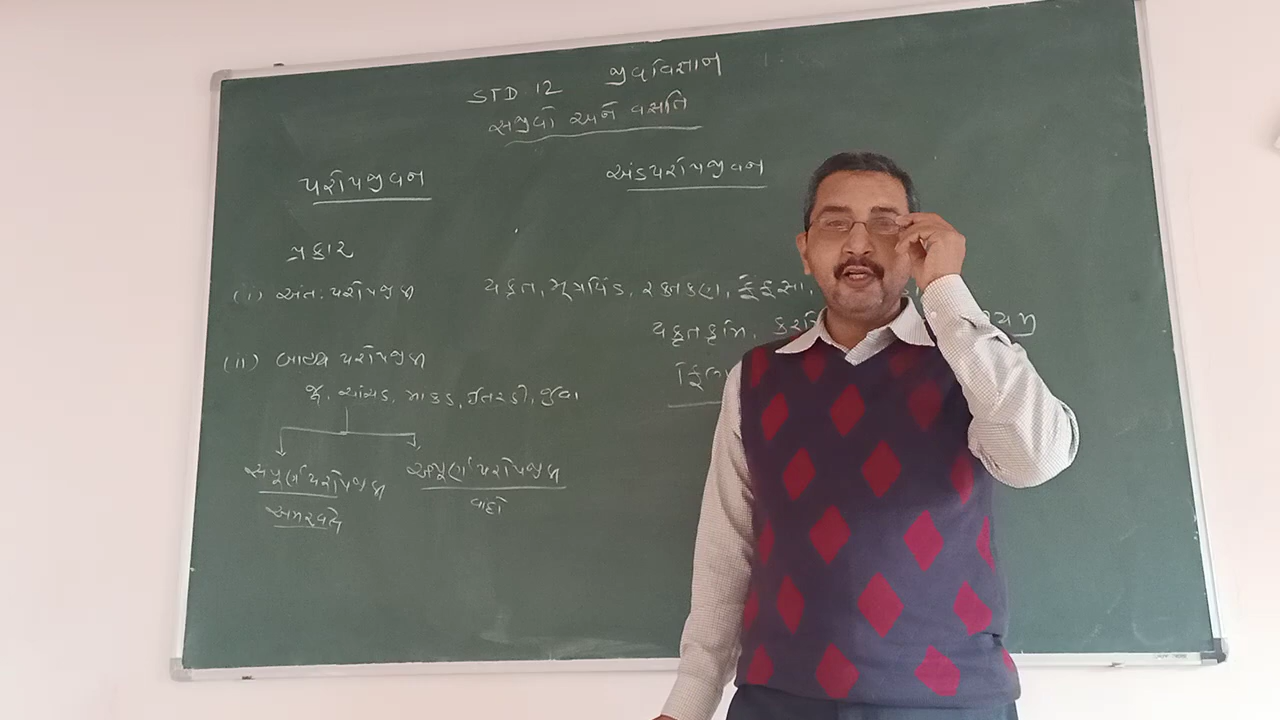 STD 12 જીવવિજ્ઞાન
સજીવો અને વસતિ
પરોપજીવન
અંડપરોપજીવન
પ્રકાર
(i) અંતઃ પરોપજીવી
યકૃત, મૂત્રપિંડ, રક્તકણ, ફેફસા,
યકૃતકૃમિ,
(ii) બાહ્ય પરોપજીવી
જૂ, ચાંચડ, માકડ, ઈતરડી, જુવા
સંપૂર્ણ પરોપજીવી
અપૂર્ણ પરોપજીવી
અમરવેલ
વાંદો